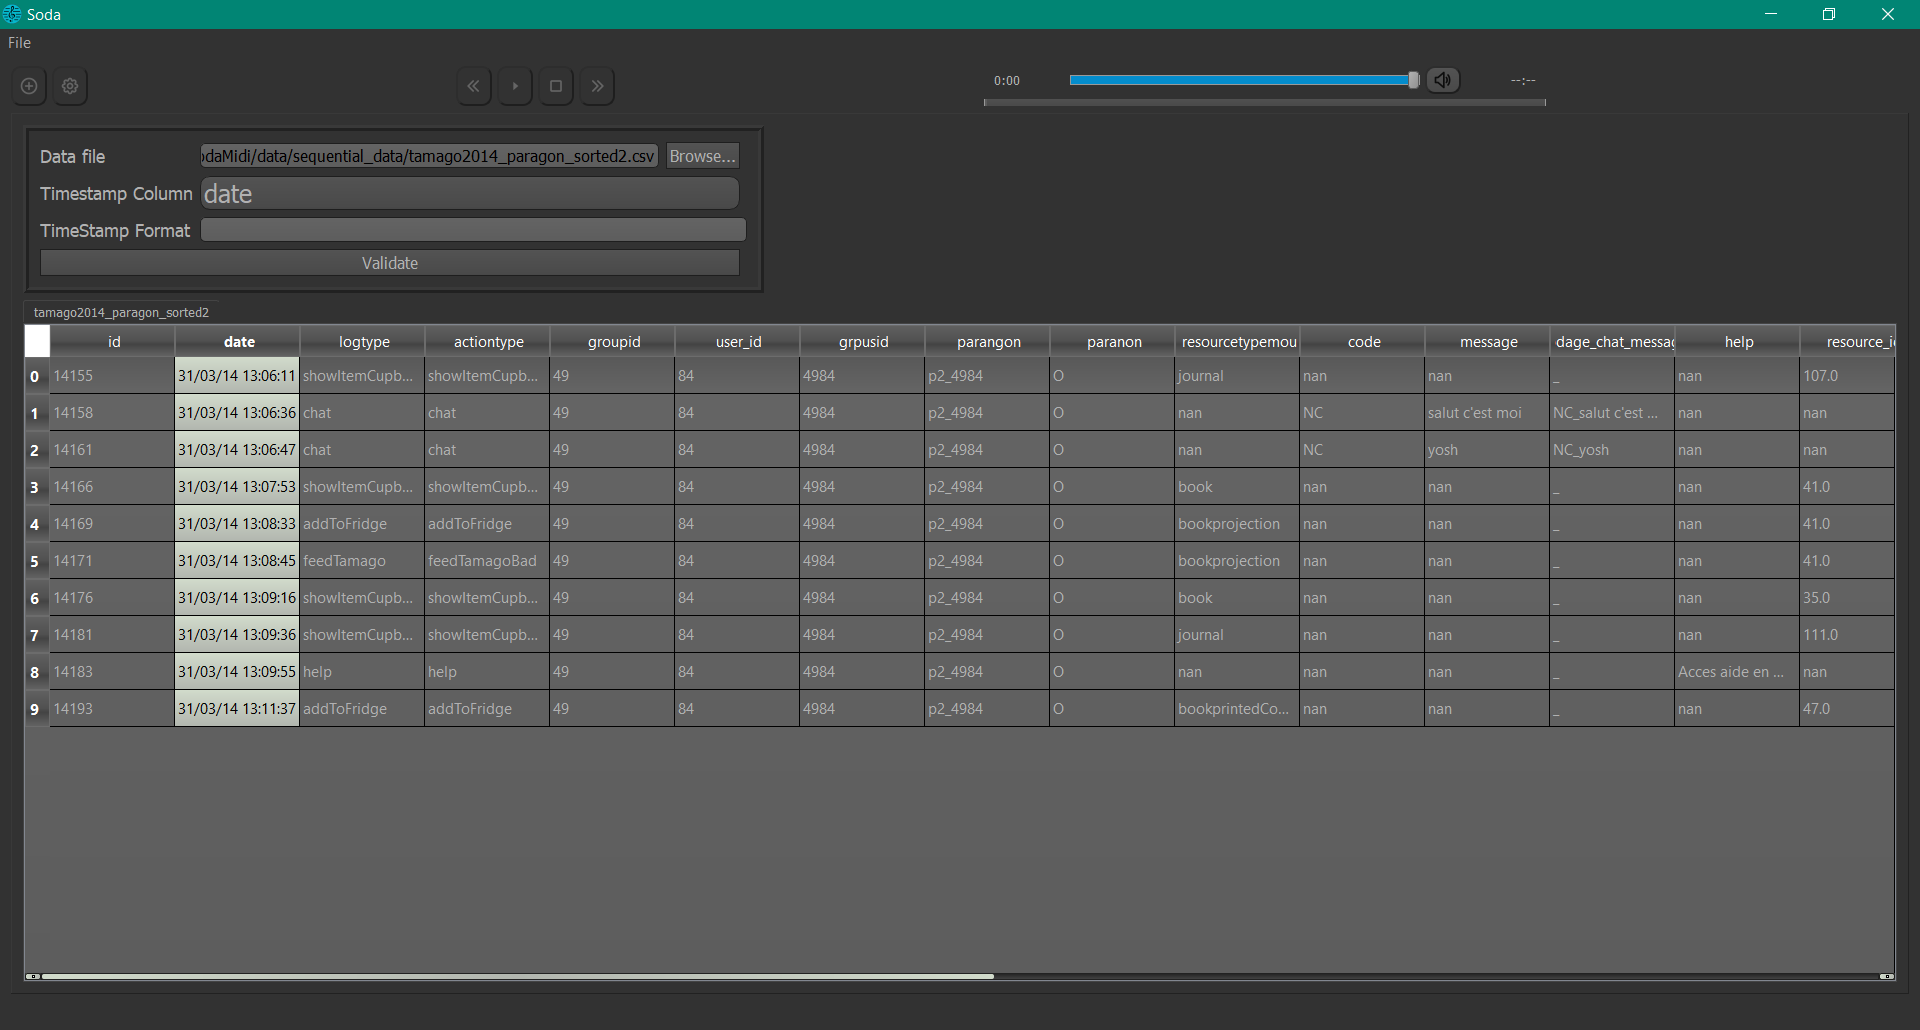 Soda
File
0:00 --:--
Data file odaMidi/data/sequential_data/tamago2014_paragon_sorted2.csv Browse...
Timestamp Column date
TimeStamp Format
Validate
tamago2014_paragon_sorted2
id date logtype actiontype groupid user_id grpusid parangon paranon resourcetypemou code message dage_chat_messag help resource_i
0 14155 31/03/14 13:06:11 showItemCupb... showItemCupb... 49 84 4984 p2_4984 O journal nan nan _ nan 107.0
1 14158 31/03/14 13:06:36 chat chat 49 84 4984 p2_4984 O nan NC salut c'est moi NC_salut c'est ... nan nan
2 14161 31/03/14 13:06:47 chat chat 49 84 4984 p2_4984 O nan NC yosh NC_yosh nan nan
3 14166 31/03/14 13:07:53 showItemCupb... showItemCupb... 49 84 4984 p2_4984 O book nan nan _ nan 41.0
4 14169 31/03/14 13:08:33 addToFridge addToFridge 49 84 4984 p2_4984 O bookprojection nan nan _ nan 41.0
5 14171 31/03/14 13:08:45 feedTamago feedTamagoBad 49 84 4984 p2_4984 O bookprojection nan nan _ nan 41.0
6 14176 31/03/14 13:09:16 showItemCupb... showItemCupb... 49 84 4984 p2_4984 O book nan nan _ nan 35.0
7 14181 31/03/14 13:09:36 showItemCupb... showItemCupb... 49 84 4984 p2_4984 O journal nan nan _ nan 111.0
8 14183 31/03/14 13:09:55 help help 49 84 4984 p2_4984 O nan nan nan _ Acces aide en ... nan
9 14193 31/03/14 13:11:37 addToFridge addToFridge 49 84 4984 p2_4984 O bookprintedCo... nan nan _ nan 47.0